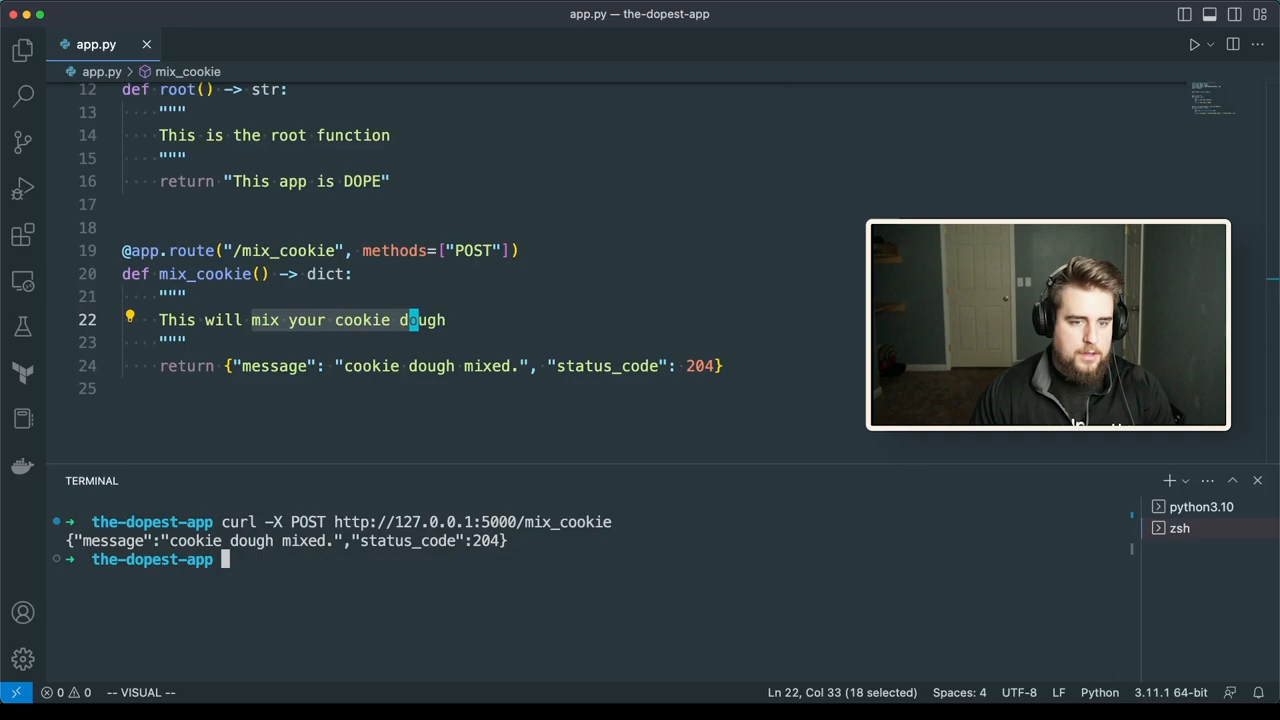 app.py — the-dopest-app
app.py
app.py > mix_cookie
12 def root() -> str:
13 """
14 This is the root function
15 """
16 return "This app is DOPE"
17
18
19 @app.route("/mix_cookie", methods=["POST"])
20 def mix_cookie() -> dict:
21 """
22 This will mix your cookie dough
23 """
24 return {"message": "cookie dough mixed.", "status_code": 204}
25
TERMINAL
the-dopest-app curl -X POST http://127.0.0.1:5000/mix_cookie
{"message":"cookie dough mixed.","status_code":204}
the-dopest-app
python3.10
zsh
0 0 -- VISUAL -- Ln 22, Col 33 (18 selected) Spaces: 4 UTF-8 LF Python 3.11.1 64-bit